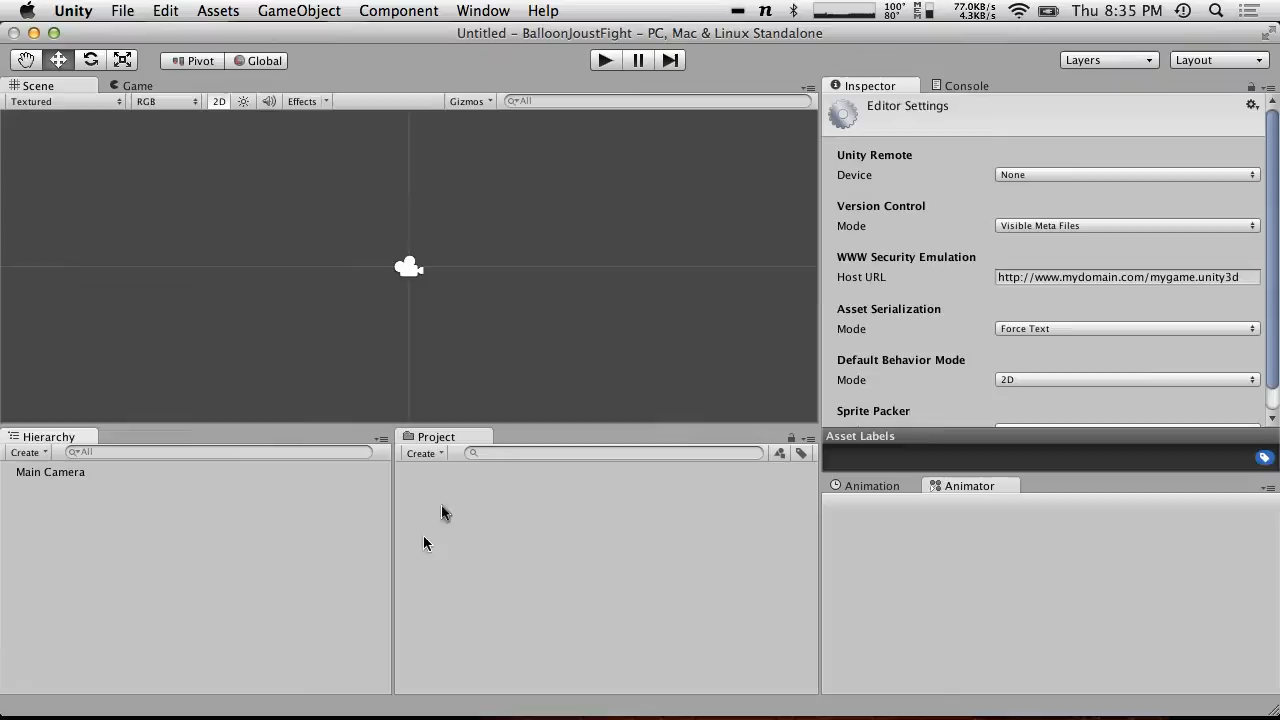 Unity File Edit Assets GameObject Component Window Help 100° 80° MEM 77.0KB/s 4.3KB/s Thu 8:35 PM
Untitled - BalloonJoustFight - PC, Mac & Linux Standalone
Pivot Global Layers Layout
Scene Game
Textured RGB 2D Effects Gizmos All
Inspector Console
Editor Settings
Unity Remote
Device None
Version Control
Mode Visible Meta Files
WWW Security Emulation
Host URL http://www.mydomain.com/mygame.unity3d
Asset Serialization
Mode Force Text
Default Behavior Mode
Mode 2D
Sprite Packer
Asset Labels
Hierarchy
Create All
Main Camera
Project
Create
Animation Animator